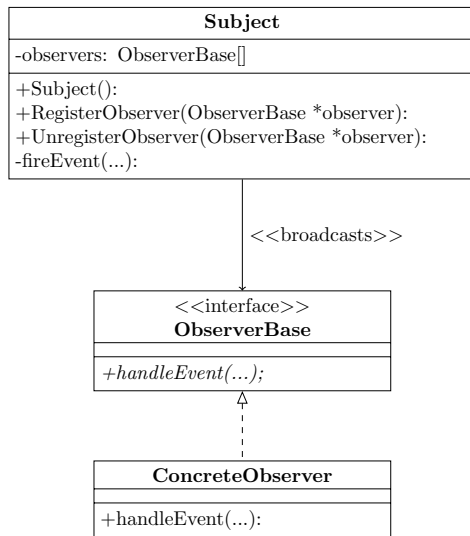 Subject
-observers: ObserverBase[]
+Subject():
+RegisterObserver(ObserverBase *observer):
+UnregisterObserver(ObserverBase *observer):
-fireEvent(...):
<<broadcasts>>
<<interface>>
ObserverBase
+handleEvent(...);
ConcreteObserver
+handleEvent(...):